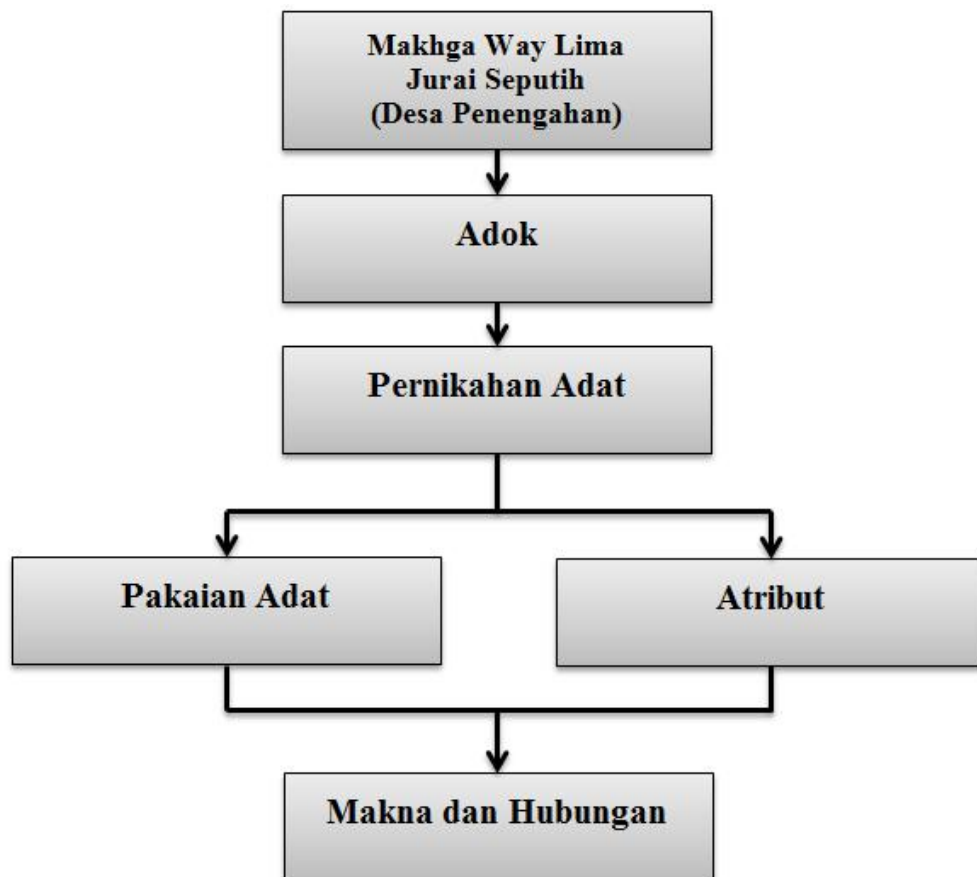 Makhga Way Lima
Jurai Seputih
(Desa Penengahan)
Adok
Pernikahan Adat
Pakaian Adat
Atribut
Makna dan Hubungan